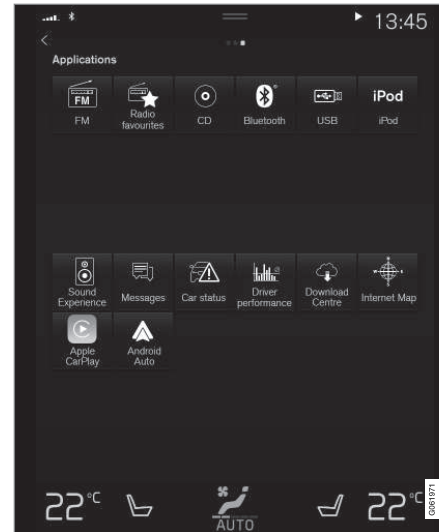 13:45
Applications
FM
FM
Radio
favourites
CD
Bluetooth
USB
iPod
iPod
Sound
Experience
Messages
Car status
Driver
performance
Download
Centre
Internet Map
Apple
CarPlay
Android
Auto
22°C
AUTO
22°C
G061971